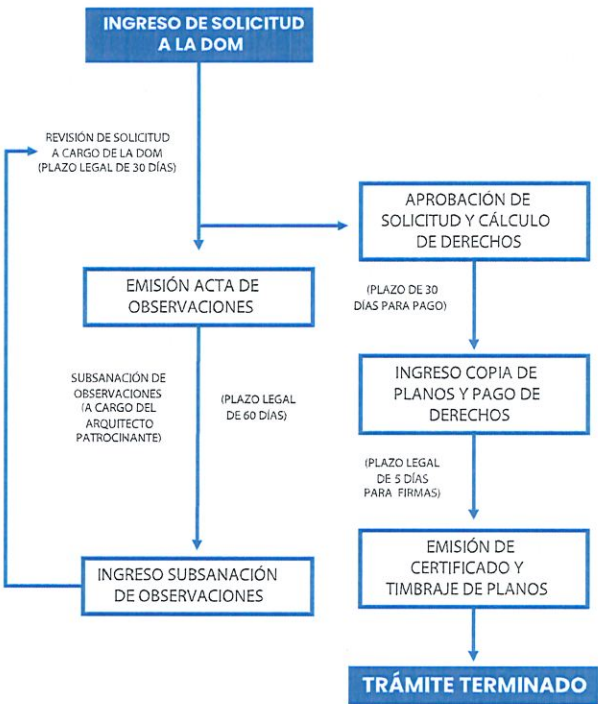 INGRESO DE SOLICITUD
A LA DOM
REVISIÓN DE SOLICITUD
A CARGO DE LA DOM
(PLAZO LEGAL DE 30 DÍAS)
APROBACIÓN DE
SOLICITUD Y CÁLCULO
DE DERECHOS
EMISIÓN ACTA DE
OBSERVACIONES
(PLAZO DE 30
DÍAS PARA PAGO)
SUBSANACIÓN DE
OBSERVACIONES
(A CARGO DEL
ARQUITECTO
PATROCINANTE)
(PLAZO LEGAL
DE 60 DÍAS)
INGRESO COPIA DE
PLANOS Y PAGO DE
DERECHOS
(PLAZO LEGAL
DE 5 DÍAS
PARA FIRMAS)
INGRESO SUBSANACIÓN
DE OBSERVACIONES
EMISIÓN DE
CERTIFICADO Y
TIMBRAJE DE PLANOS
TRÁMITE TERMINADO